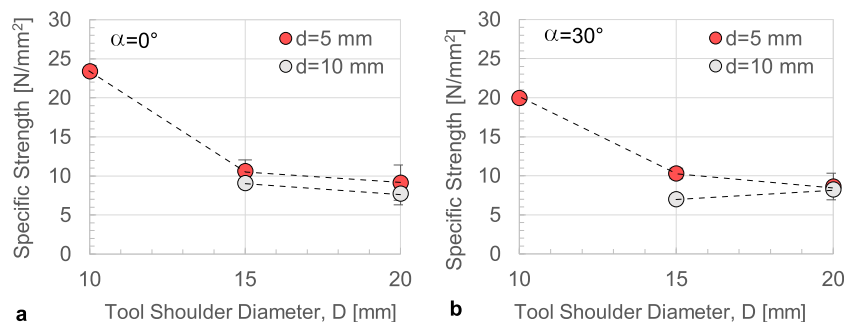 Specific Strength [N/mm²]
30
25
20
15
10
5
0
α=0°
d=5 mm
d=10 mm
10
15
20
Tool Shoulder Diameter, D [mm]
a
Specific Strength [N/mm²]
30
25
20
15
10
5
0
α=30°
d=5 mm
d=10 mm
10
15
20
Tool Shoulder Diameter, D [mm]
b